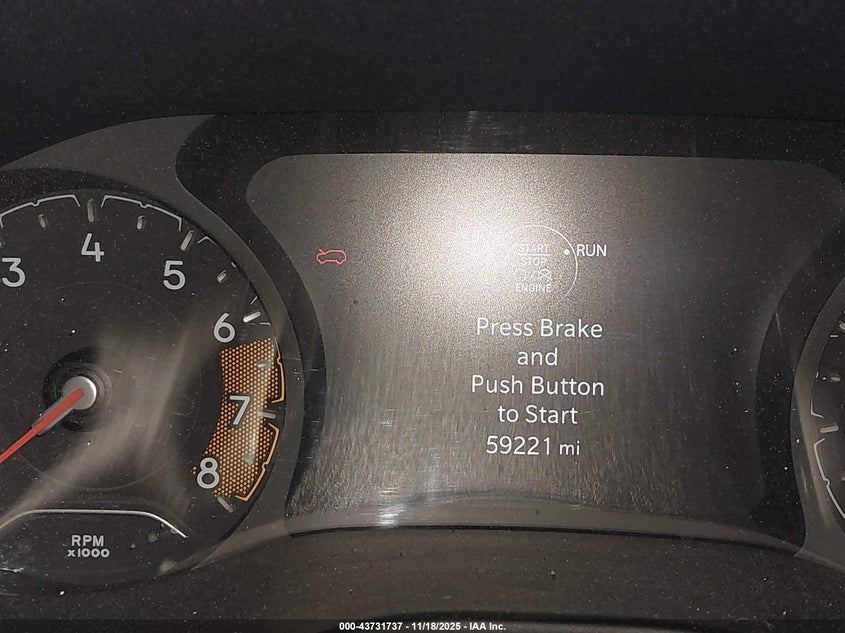 3
4
5
6
7
8
RPM
x1000
START
STOP
ENGINE
RUN
Press Brake
and
Push Button
to Start
59221 mi
000-43731737 - 11/18/2025 - IAA Inc.